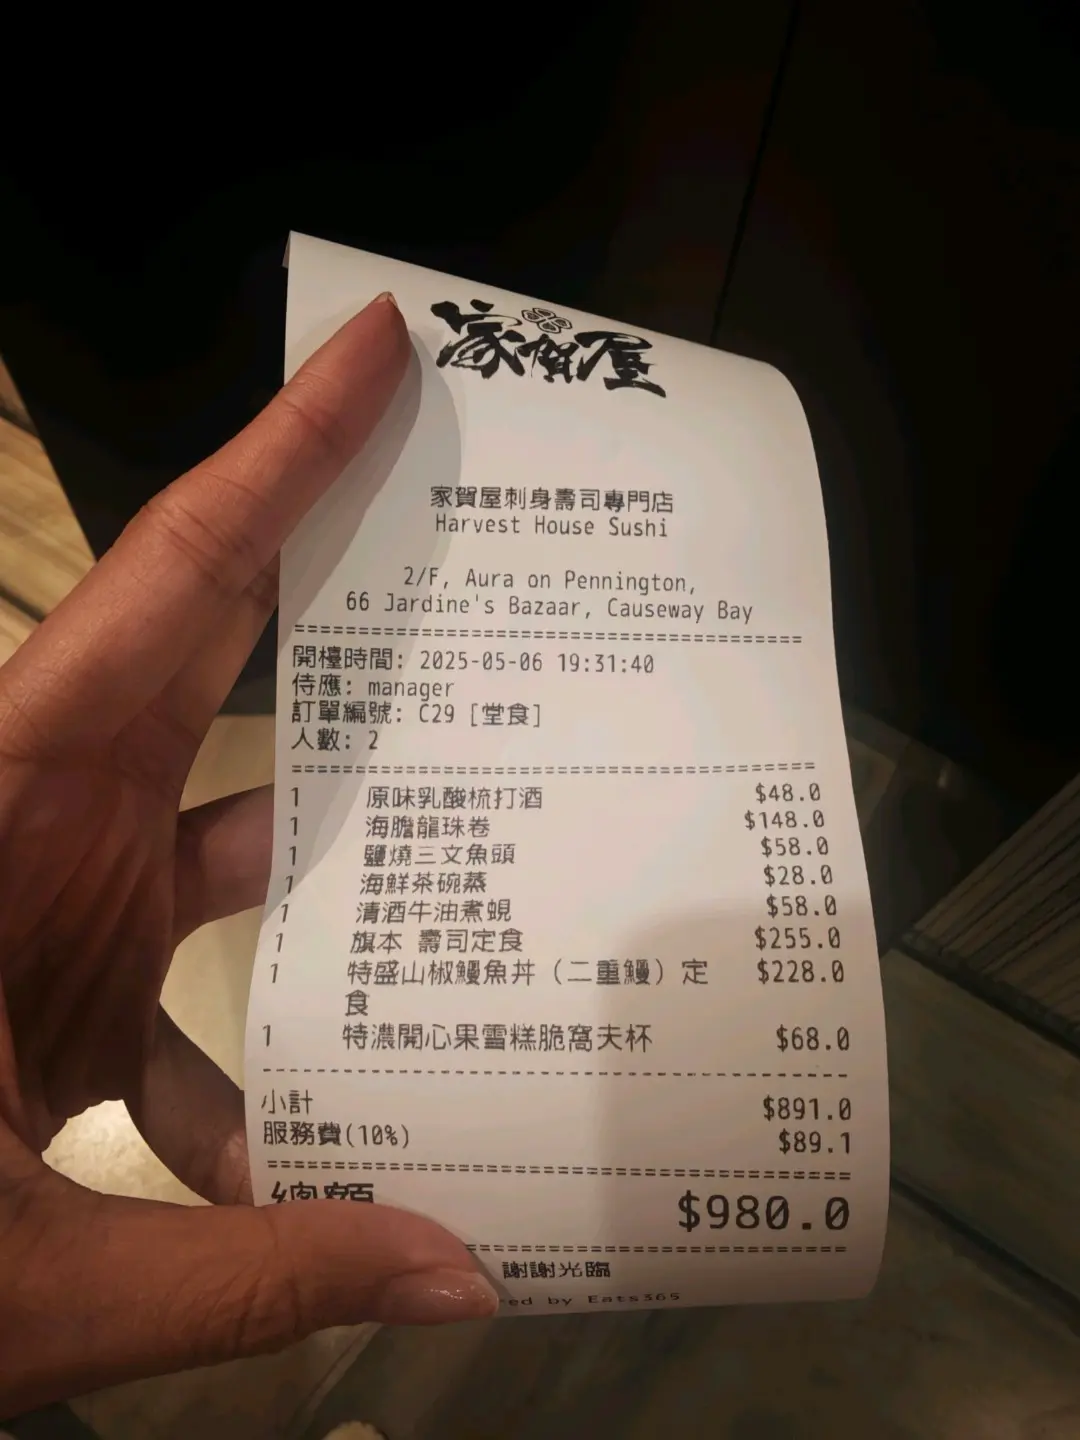 家賀屋
家賀屋刺身壽司專門店
Harvest House Sushi
2/F, Aura on Pennington,
66 Jardine's Bazaar, Causeway Bay
========================================
開檯時間: 2025-05-06 19:31:40
侍應: manager
訂單編號: C29 [堂食]
人數: 2
========================================
1 原味乳酸梳打酒 $48.0
1 海膽龍珠卷 $148.0
1 鹽燒三文魚頭 $58.0
1 海鮮茶碗蒸 $28.0
1 清酒牛油煮蜆 $58.0
1 旗本 壽司定食 $255.0
1 特盛山椒鰻魚丼（二重鰻）定 $228.0
食
1 特濃開心果雪糕脆窩夫杯 $68.0
----------------------------------------
小計 $891.0
服務費(10%) $89.1
========================================
總額 $980.0
========================================
謝謝光臨
by Eats365